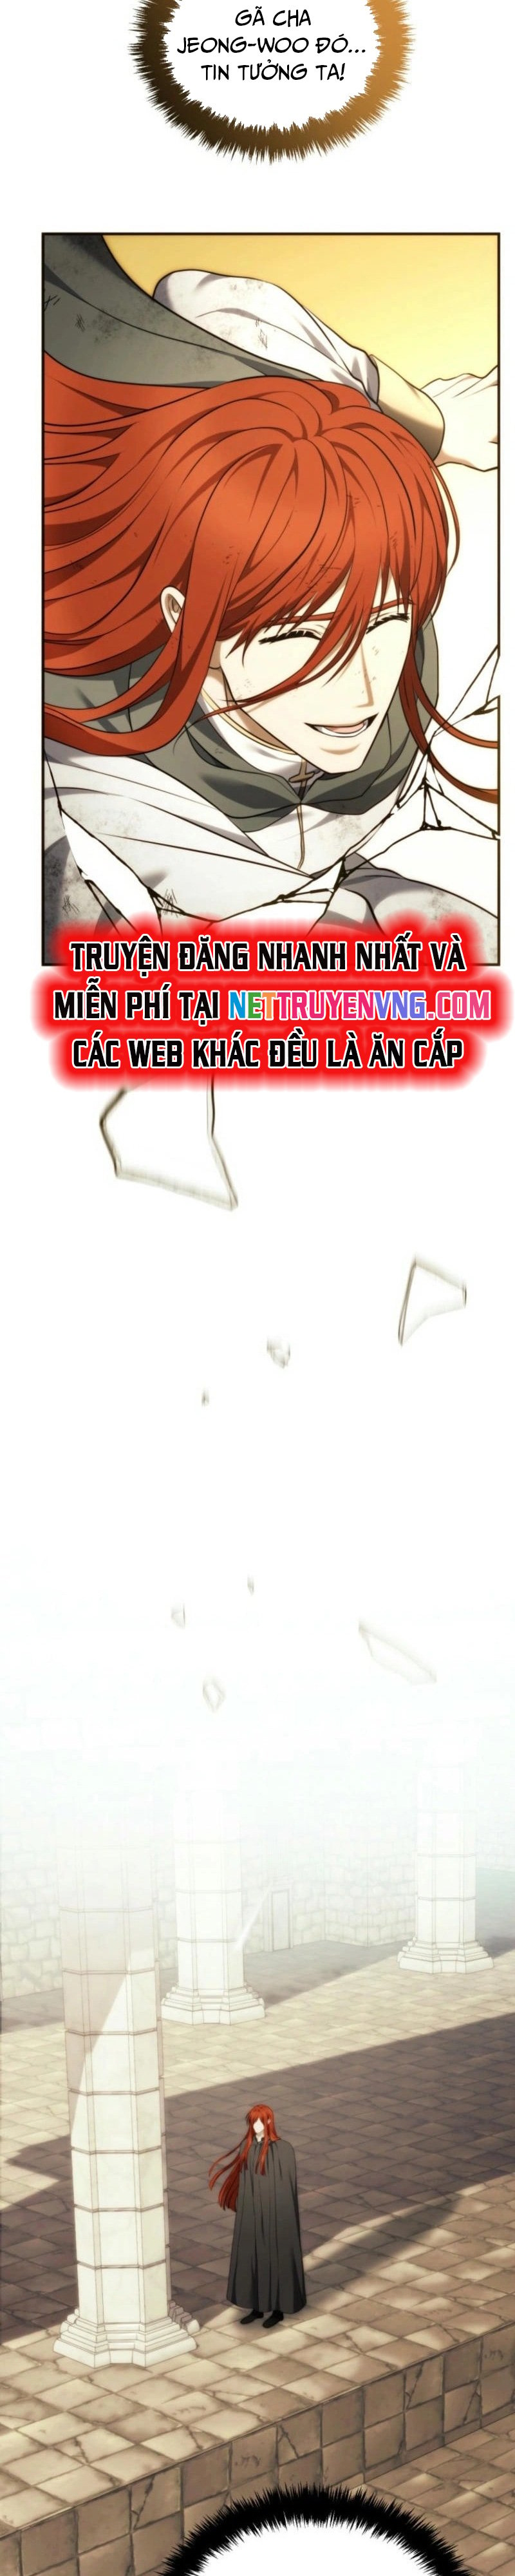 GÃ CHA
JEONG-WOO ĐÓ...
TIN TƯỞNG TA!
TRUYỆN ĐĂNG NHANH NHẤT VÀ
MIỄN PHÍ TẠI NETTRUYENVNG.COM
CÁC WEB KHÁC ĐỀU LÀ ĂN CẮP